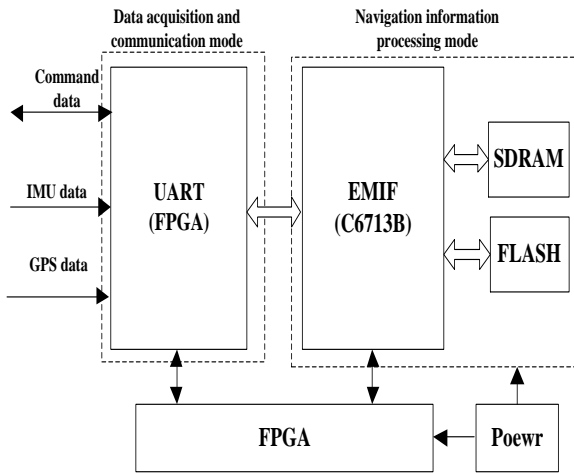 Data acquisition and
communication mode
Navigation information
processing mode
Command
data
IMU data
GPS data
UART
(FPGA)
EMIF
(C6713B)
SDRAM
FLASH
FPGA
Poewr